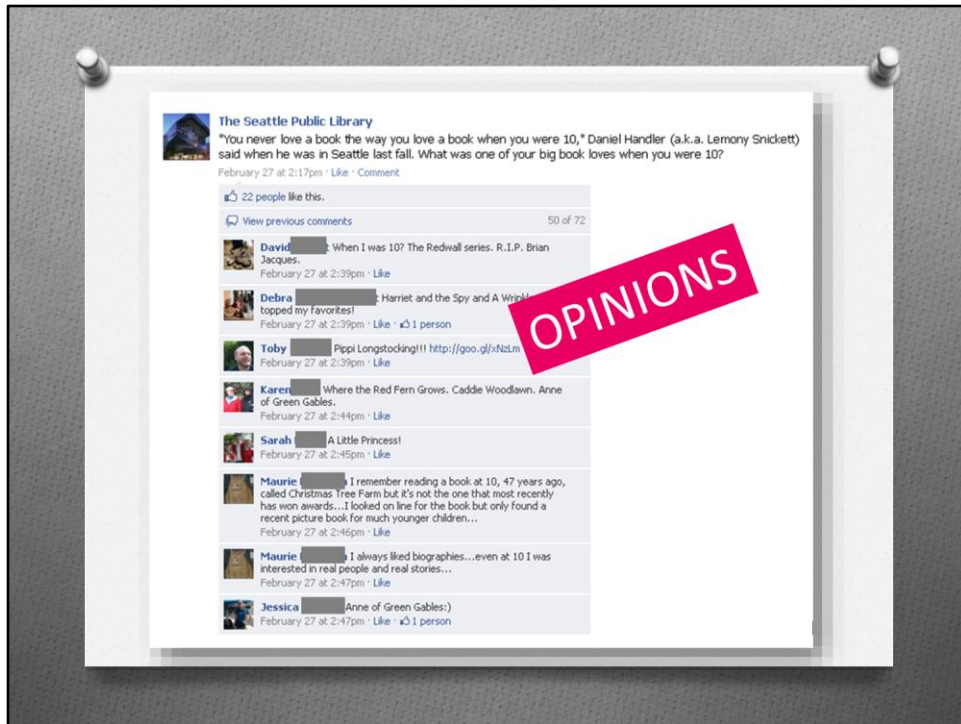 The Seattle Public Library
"You never love a book the way you love a book when you were 10," Daniel Handler (a.k.a. Lemony Snickett)
said when he was in Seattle last fall. What was one of your big book loves when you were 10?
February 27 at 2:17pm · Like · Comment
22 people like this.
View previous comments 50 of 72
David When I was 10? The Redwall series. R.I.P. Brian
Jacques.
February 27 at 2:39pm · Like
Debra : Harriet and the Spy and A
topped my favorites!
February 27 at 2:39pm · Like · 1 person
Toby Pippi Longstocking!!! http://goo.gl/xNzLm
February 27 at 2:39pm · Like
Karen Where the Red Fern Grows. Caddie Woodlawn. Anne
of Green Gables.
February 27 at 2:44pm · Like
Sarah A Little Princess!
February 27 at 2:45pm · Like
Maurie I remember reading a book at 10, 47 years ago,
called Christmas Tree Farm but it's not the one that most recently
has won awards...I looked on line for the book but only found a
recent picture book for much younger children...
February 27 at 2:46pm · Like
Maurie I always liked biographies...even at 10 I was
interested in real people and real stories...
February 27 at 2:47pm · Like
Jessica Anne of Green Gables:)
February 27 at 2:47pm · Like · 1 person
OPINIONS